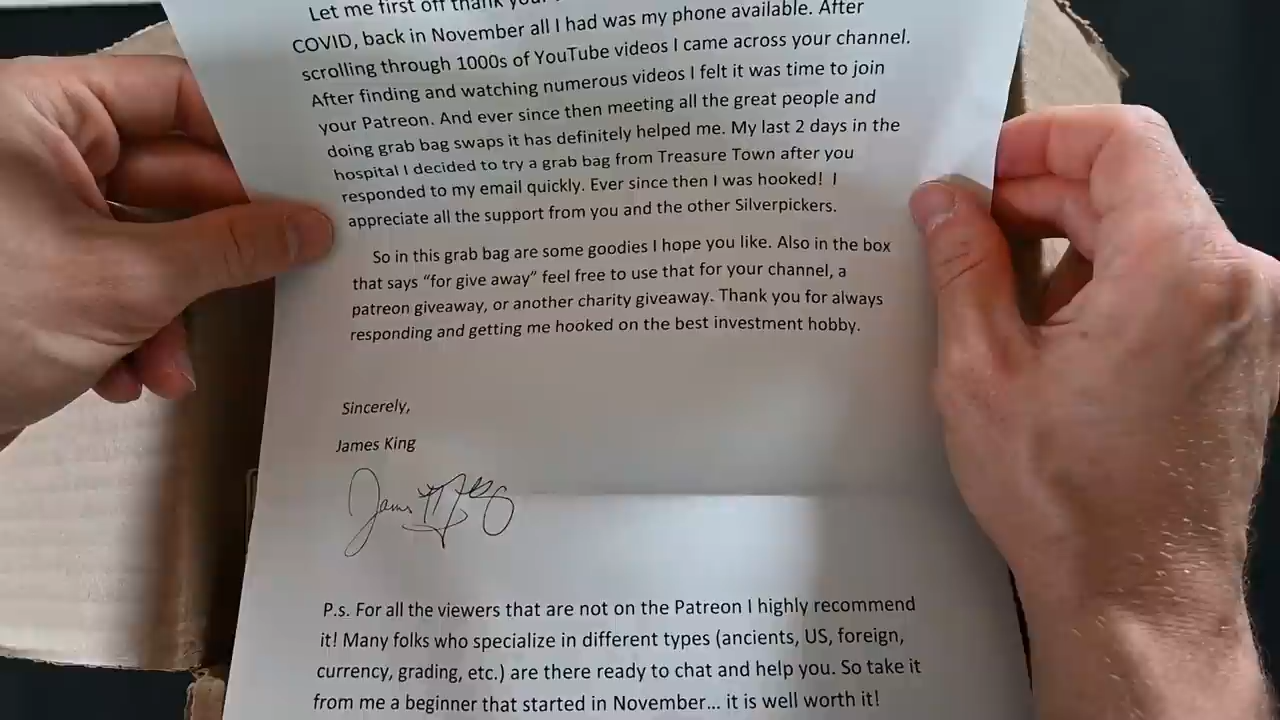 Let me first off thank you
COVID, back in November all I had was my phone available. After
scrolling through 1000s of YouTube videos I came across your channel.
After finding and watching numerous videos I felt it was time to join
your Patreon. And ever since then meeting all the great people and
doing grab bag swaps it has definitely helped me. My last 2 days in the
hospital I decided to try a grab bag from Treasure Town after you
responded to my email quickly. Ever since then I was hooked! I
appreciate all the support from you and the other Silverpickers.
So in this grab bag are some goodies I hope you like. Also in the box
that says “for give away” feel free to use that for your channel, a
patreon giveaway, or another charity giveaway. Thank you for always
responding and getting me hooked on the best investment hobby.
Sincerely,
James King
P.s. For all the viewers that are not on the Patreon I highly recommend
it! Many folks who specialize in different types (ancients, US, foreign,
currency, grading, etc.) are there ready to chat and help you. So take it
from me a beginner that started in November... it is well worth it!